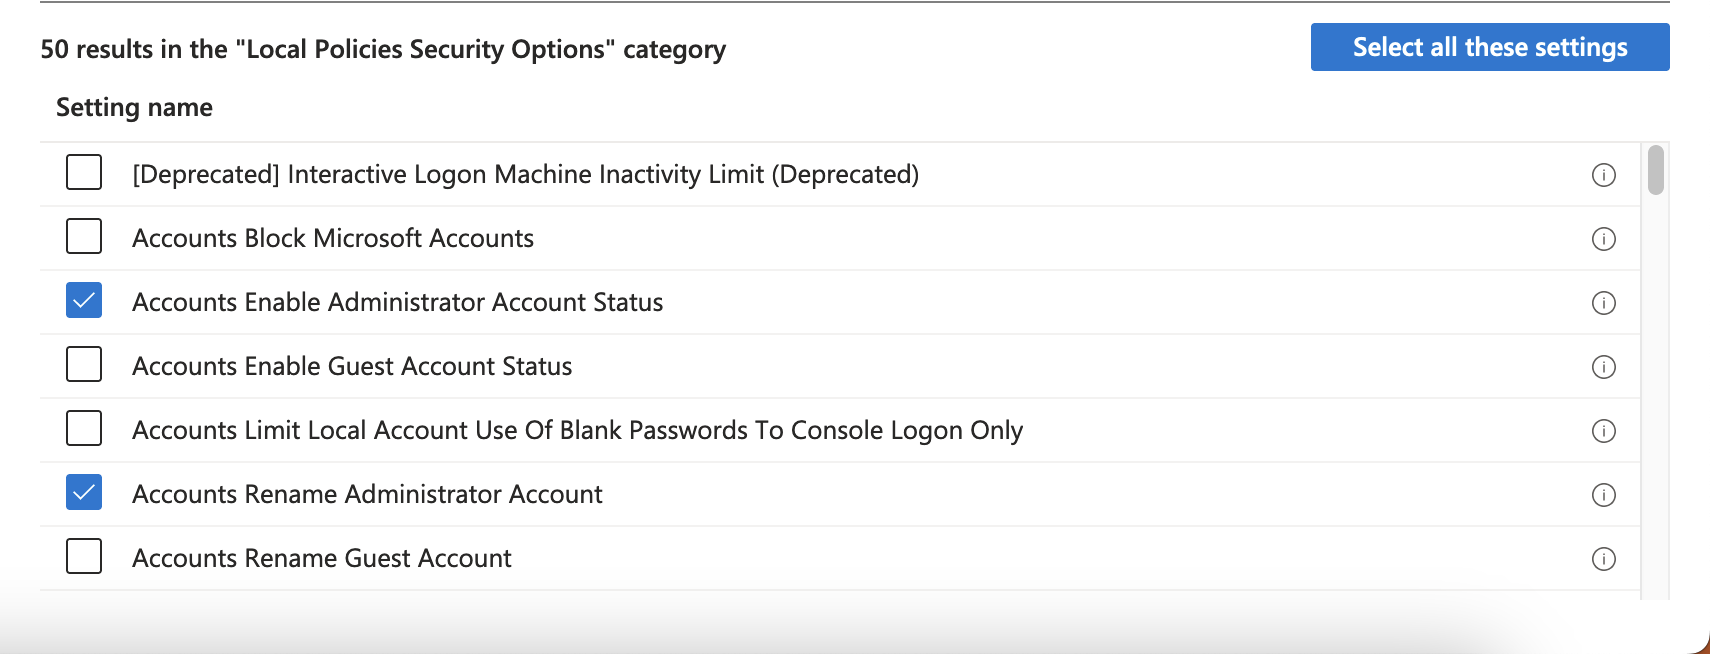 50 results in the "Local Policies Security Options" category
Select all these settings
Setting name
[Deprecated] Interactive Logon Machine Inactivity Limit (Deprecated)
Accounts Block Microsoft Accounts
Accounts Enable Administrator Account Status
Accounts Enable Guest Account Status
Accounts Limit Local Account Use Of Blank Passwords To Console Logon Only
Accounts Rename Administrator Account
Accounts Rename Guest Account